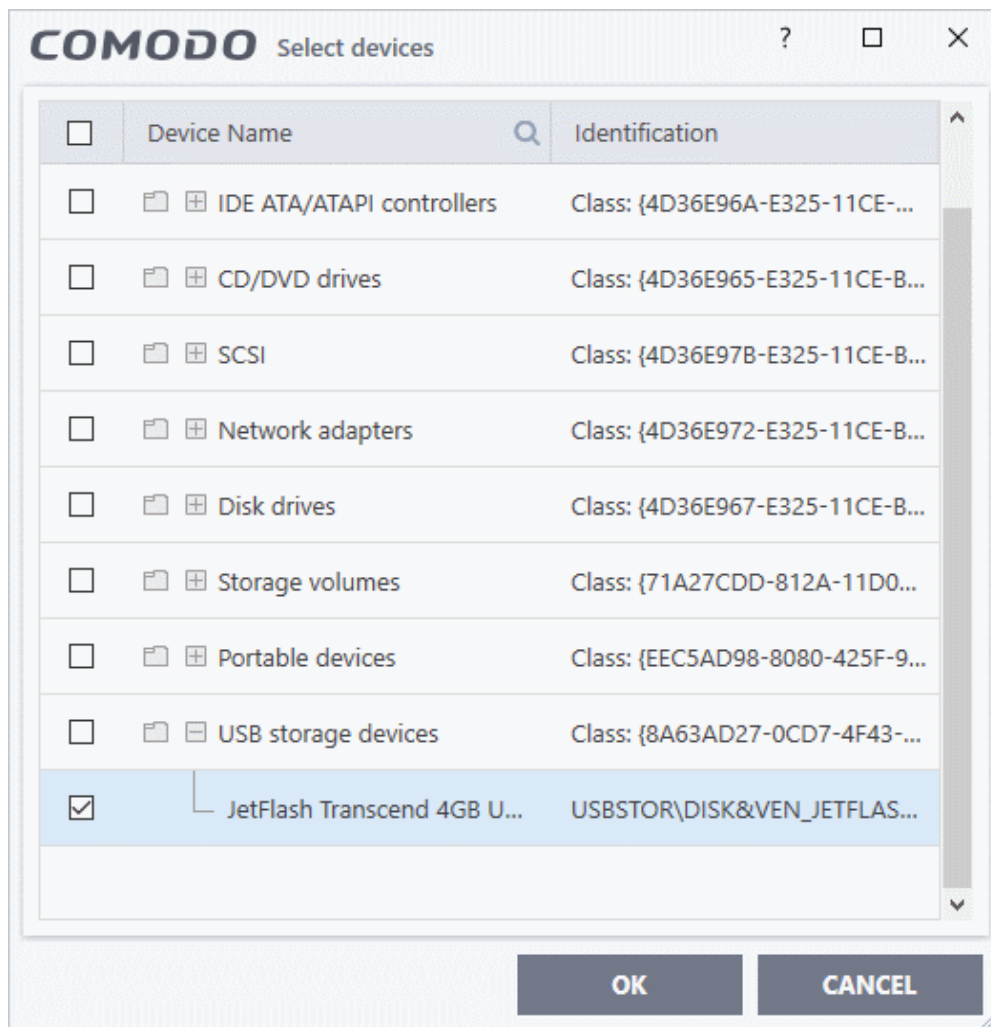 COMODO Select devices ?
Device Name Identification
IDE ATA/ATAPI controllers Class: {4D36E96A-E325-11CE-...
CD/DVD drives Class: {4D36E965-E325-11CE-B...
SCSI Class: {4D36E97B-E325-11CE-B...
Network adapters Class: {4D36E972-E325-11CE-B...
Disk drives Class: {4D36E967-E325-11CE-B...
Storage volumes Class: {71A27CDD-812A-11D0...
Portable devices Class: {EEC5AD98-8080-425F-9...
USB storage devices Class: {8A63AD27-0CD7-4F43-...
JetFlash Transcend 4GB U... USBSTOR\DISK&VEN_JETFLAS...
OK CANCEL